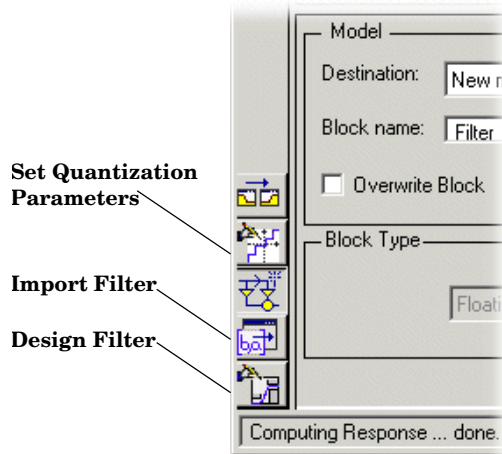 Model
Destination:
New
Block name:
Filter
Set Quantization
Parameters
Overwrite Block
Block Type
Import Filter
Floati
[b,a]
Design Filter
Computing Response ... done.